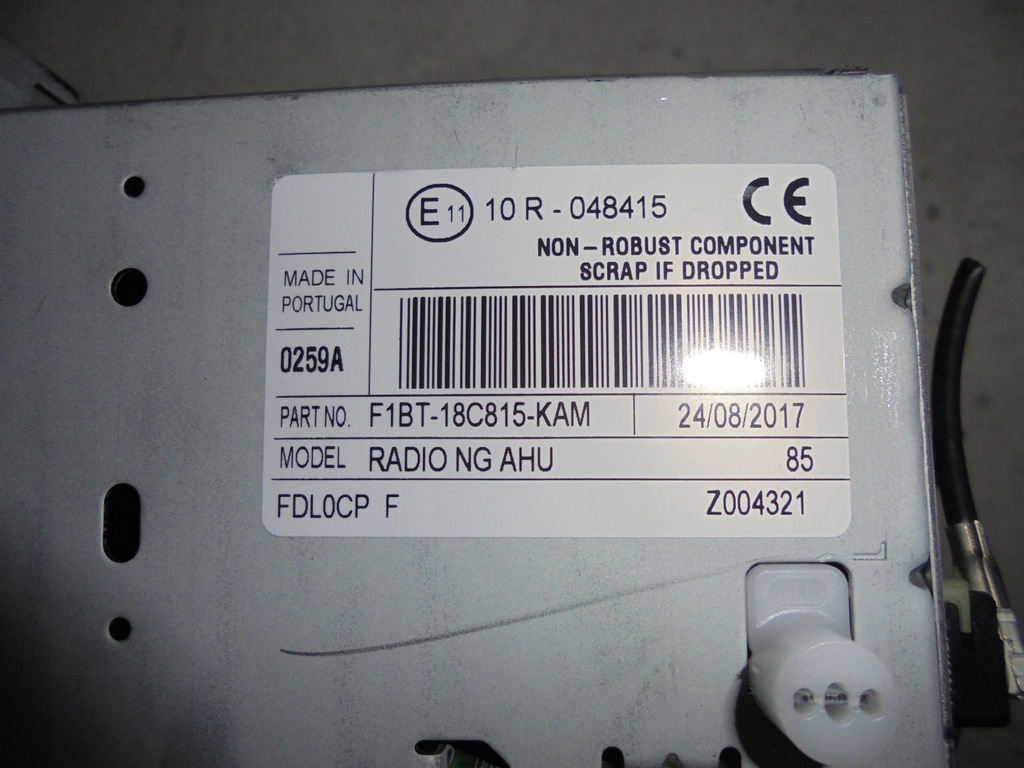 E 11 10 R - 048415 CE
NON-ROBUST COMPONENT
SCRAP IF DROPPED
MADE IN
PORTUGAL
0259A
PART NO. F1BT-18C815-KAM 24/08/2017
MODEL RADIO NG AHU 85
FDL0CP F Z004321
L